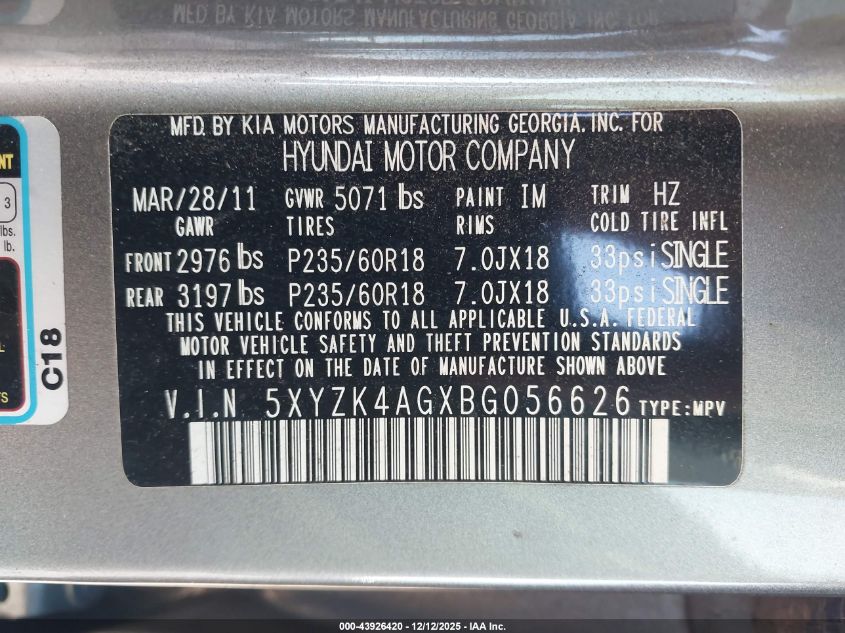 MFD. BY KIA MOTORS MANUFACTURING GEORGIA. INC. FOR
HYUNDAI MOTOR COMPANY
MAR/28/11 GVWR 5071 lbs PAINT IM TRIM HZ
GAWR TIRES RIMS COLD TIRE INFL
FRONT 2976 lbs P235/60R18 7.0JX18 33psi SINGLE
REAR 3197 lbs P235/60R18 7.0JX18 33psi SINGLE
THIS VEHICLE CONFORMS TO ALL APPLICABLE U.S.A. FEDERAL
MOTOR VEHICLE SAFETY AND THEFT PREVENTION STANDARDS
IN EFFECT ON THE DATE OF MANUFACTURE SHOWN ABOVE
V.I.N 5XYZK4AGXBG056626 TYPE:MPV
3
lbs.
lb.
C18
000-43926420 - 12/12/2025 - IAA Inc.